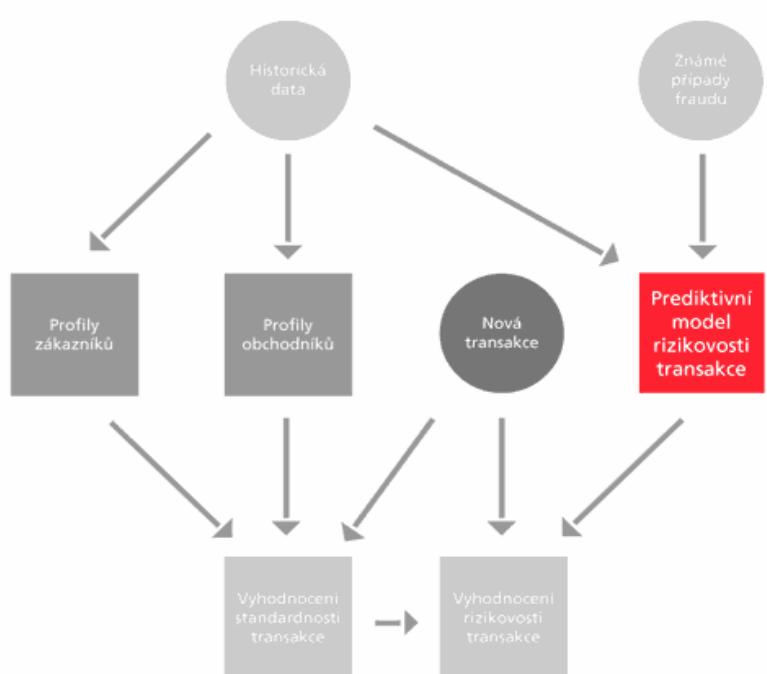 Historická
data
Známé
případy
fraudu
Profily
zákazníků
Profily
obchodníků
Nová
transakce
Prediktivní
model
rizikovosti
transakce
Vyhodnocení
standardnosti
transakce
Vyhodnocení
rizikovosti
transakce